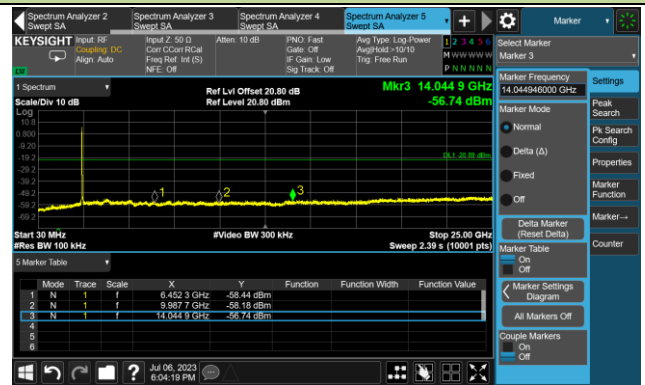 Spectrum Analyzer 2
Swept SA
Spectrum Analyzer 3
Swept SA
Spectrum Analyzer 4
Swept SA
Spectrum Analyzer 5
Swept SA
Marker
KEYSIGHT
Input: RF
Coupling: DC
Align: Auto
Input Z: 50 Ω
Corr CCorr RCal
Freq Ref: Int (S)
NFE: Off
Atten: 10 dB
PNO: Fast
Gate: Off
IF Gain: Low
Sig Track: Off
Avg Type: Log-Power
Avg|Hold:>10/10
Trig: Free Run
1 2 3 4 5 6
M W W W W W
P N N N N N
LU
Select Marker
Marker 3
1 Spectrum
Scale/Div 10 dB
Ref Lvl Offset 20.80 dB
Ref Level 20.80 dBm
Mkr3 14.044 9 GHz
-56.74 dBm
Log
10.8
0.800
-9.20
-19.2
-29.2
-39.2
-49.2
-59.2
-69.2
DL1 -20.89 dBm
1
2
3
Start 30 MHz
#Res BW 100 kHz
#Video BW 300 kHz
Stop 25.00 GHz
Sweep 2.39 s (10001 pts)
5 Marker Table
Mode Trace Scale X Y Function Function Width Function Value
1 N 1 f 6.452 3 GHz -58.44 dBm
2 N 1 f 9.987 7 GHz -58.18 dBm
3 N 1 f 14.044 9 GHz -56.74 dBm
4
5
6
Marker Frequency
14.044946000 GHz
Marker Mode
Normal
Delta (Δ)
Fixed
Off
Delta Marker
(Reset Delta)
Marker Table
On
Off
Marker Settings
Diagram
All Markers Off
Couple Markers
On
Off
Settings
Peak
Search
Pk Search
Config
Properties
Marker
Function
Marker→
Counter
Jul 06, 2023
6:04:19 PM